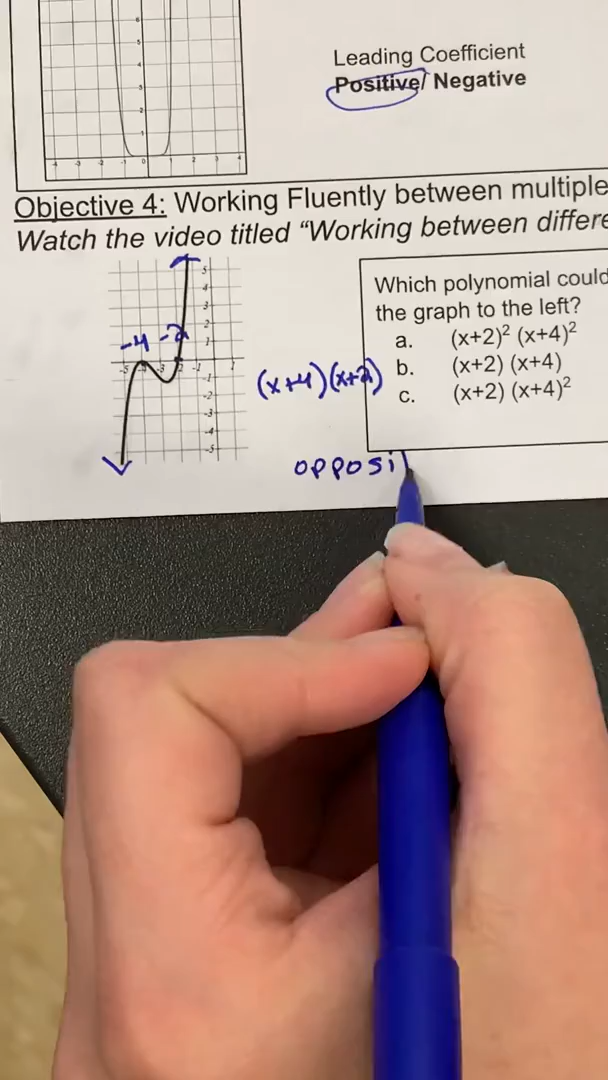 Leading Coefficient
Positive/ Negative
Objective 4: Working Fluently between multiple
Watch the video titled "Working between differe
-4 -2
(x+4)(x+2)
opposit
Which polynomial could
the graph to the left?
a. (x+2)² (x+4)²
b. (x+2) (x+4)
c. (x+2) (x+4)²